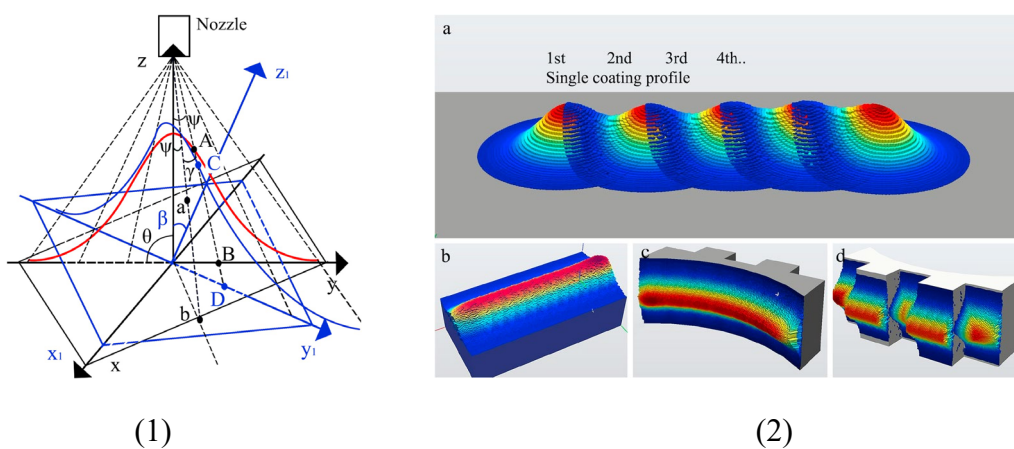 Nozzle
z
z₁
ψ
ψ
A
C
γ
a
β
θ
B
y
D
b
x₁
x
y₁
(1)
a
1st 2nd 3rd 4th..
Single coating profile
b
c
d
(2)